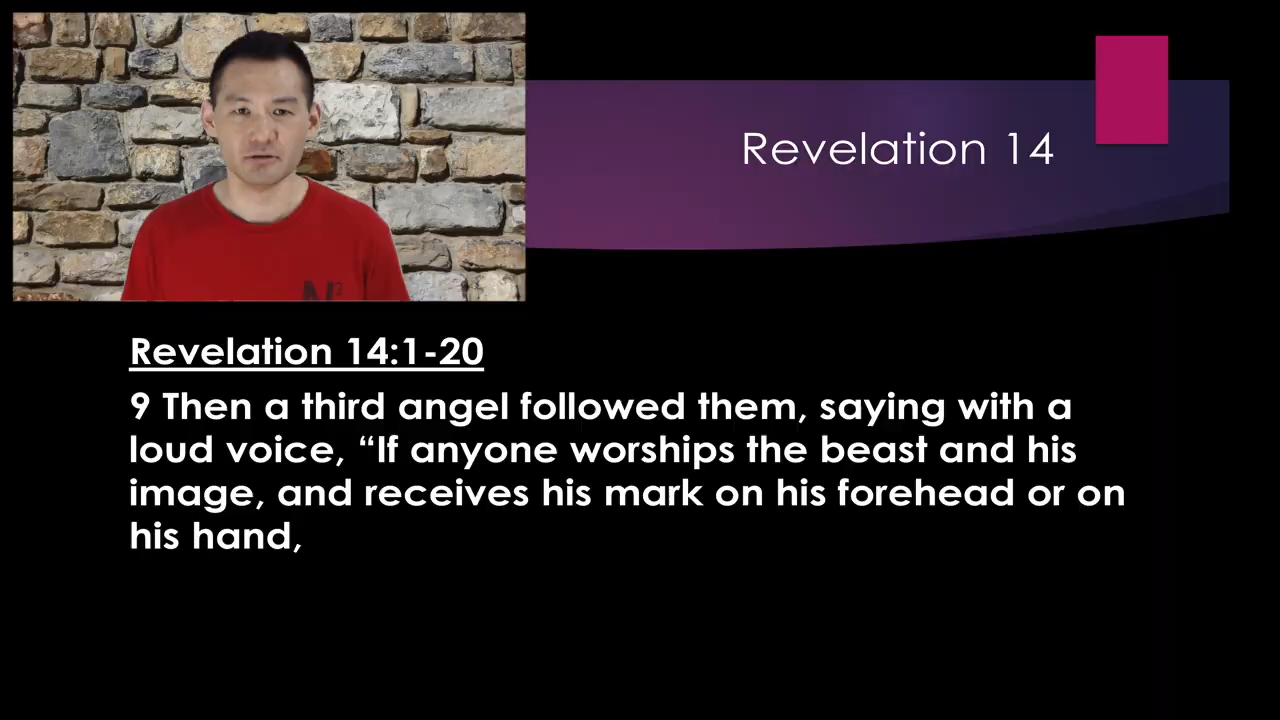 Revelation 14
N³
Revelation 14:1-20
9 Then a third angel followed them, saying with a
loud voice, “If anyone worships the beast and his
image, and receives his mark on his forehead or on
his hand,